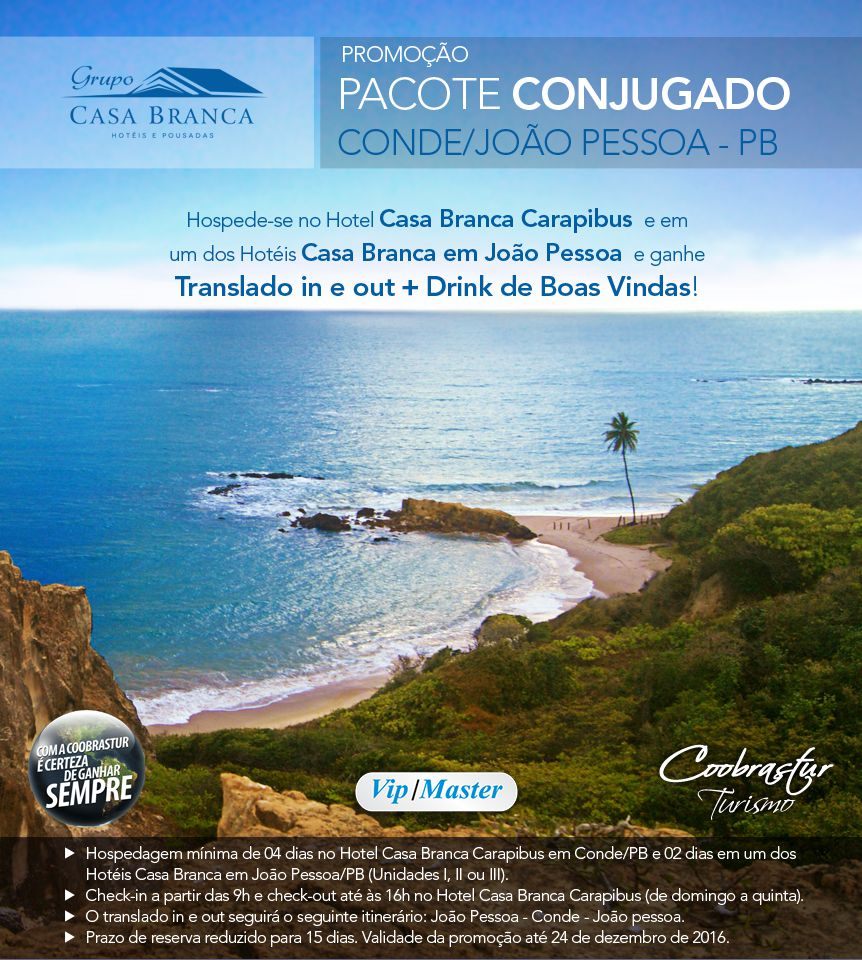 Grupo
CASA BRANCA
HOTÉIS E POUSADAS
PROMOÇÃO
PACOTE CONJUGADO
CONDE/JOÃO PESSOA - PB
Hospede-se no Hotel Casa Branca Carapibus e em
um dos Hotéis Casa Branca em João Pessoa e ganhe
Translado in e out + Drink de Boas Vindas!
COM A COOBRASTUR
É CERTEZA
DE GANHAR
SEMPRE
Vip/Master
Coobrastur
Turismo
Hospedagem mínima de 04 dias no Hotel Casa Branca Carapibus em Conde/PB e 02 dias em um dos
Hotéis Casa Branca em João Pessoa/PB (Unidades I, II ou III).
Check-in a partir das 9h e check-out até às 16h no Hotel Casa Branca Carapibus (de domingo a quinta).
O translado in e out seguirá o seguinte itinerário: João Pessoa - Conde - João pessoa.
Prazo de reserva reduzido para 15 dias. Validade da promoção até 24 de dezembro de 2016.